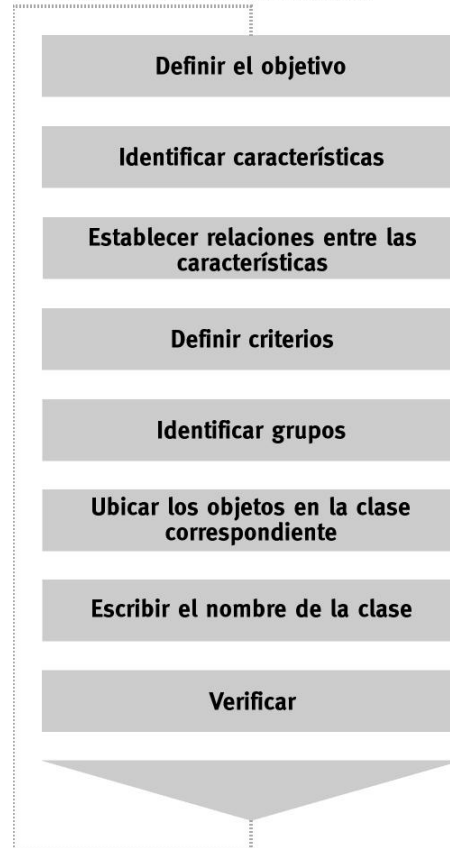 Definir el objetivo
Identificar características
Establecer relaciones entre las
características
Definir criterios
Identificar grupos
Ubicar los objetos en la clase
correspondiente
Escribir el nombre de la clase
Verificar